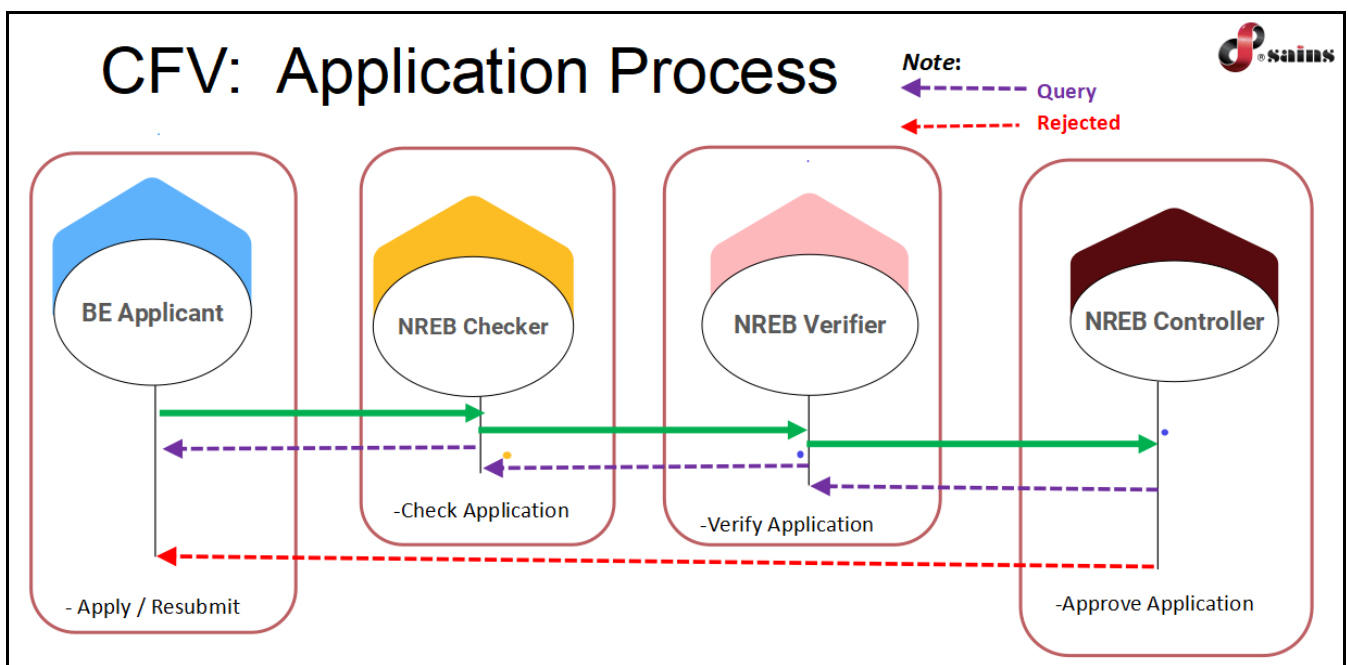 CFV: Application Process
Note:
Query
Rejected
®sains
BE Applicant
NREB Checker
NREB Verifier
NREB Controller
-Check Application
-Verify Application
- Apply / Resubmit
-Approve Application